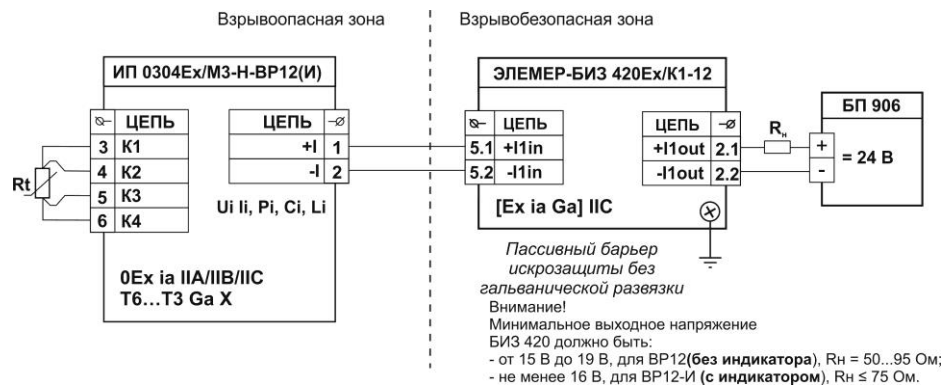 Взрывоопасная зона
Взрывобезопасная зона
ИП 0304Ex/М3-Н-ВР12(И)
ЦЕПЬ
3 К1
4 К2
5 К3
6 К4
Rt
ЦЕПЬ
+I 1
-I 2
Ui Ii, Pi, Ci, Li
0Ex ia IIA/IIB/IIC
T6...T3 Ga X
ЭЛЕМЕР-БИЗ 420Ex/К1-12
ЦЕПЬ
5.1 +I1in
5.2 -I1in
ЦЕПЬ
+I1out 2.1
-I1out 2.2
[Ex ia Ga] IIC
Rн
БП 906
+
-
= 24 В
Пассивный барьер
искрозащиты без
гальванической развязки
Внимание!
Минимальное выходное напряжение
БИЗ 420 должно быть:
- от 15 В до 19 В, для ВР12(без индикатора), Rн = 50...95 Ом;
- не менее 16 В, для ВР12-И (с индикатором), Rн ≤ 75 Ом.